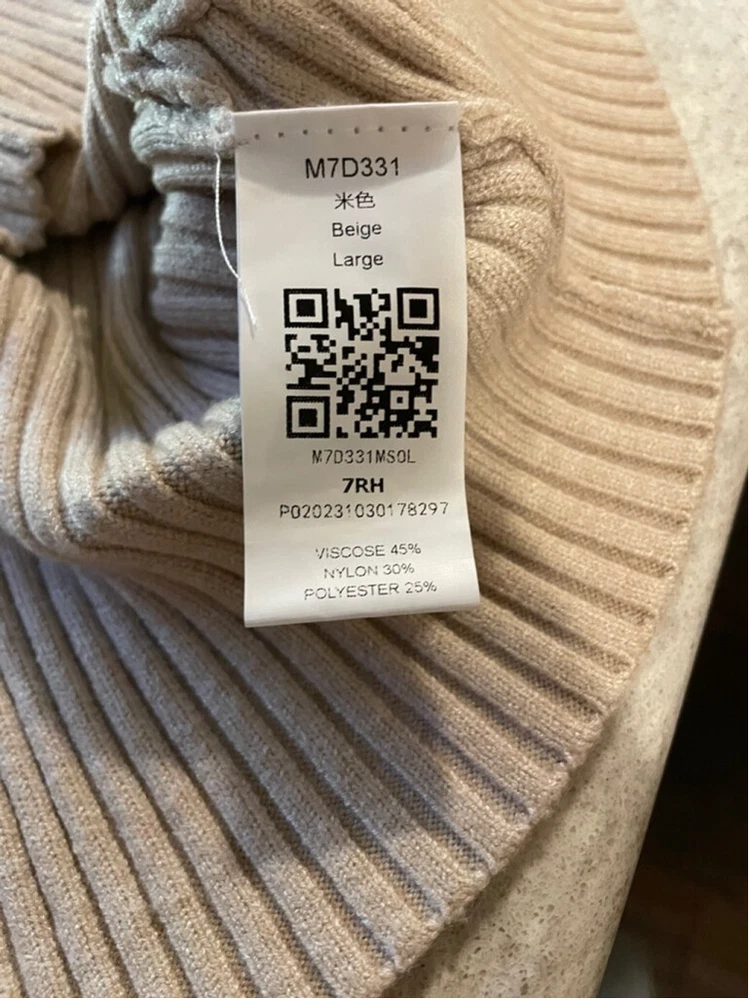 M7D331
米色
Beige
Large
M7D331MS0L
7RH
P020231030178297
VISCOSE 45%
NYLON 30%
POLYESTER 25%